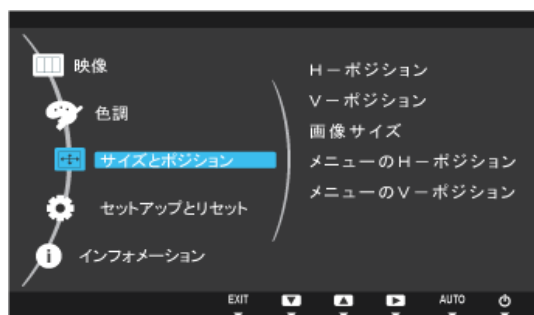 映像
色調
サイズとポジション
セットアップとリセット
インフォメーション
H－ポジション
V－ポジション
画像サイズ
メニューのH－ポジション
メニューのV－ポジション
EXIT AUTO